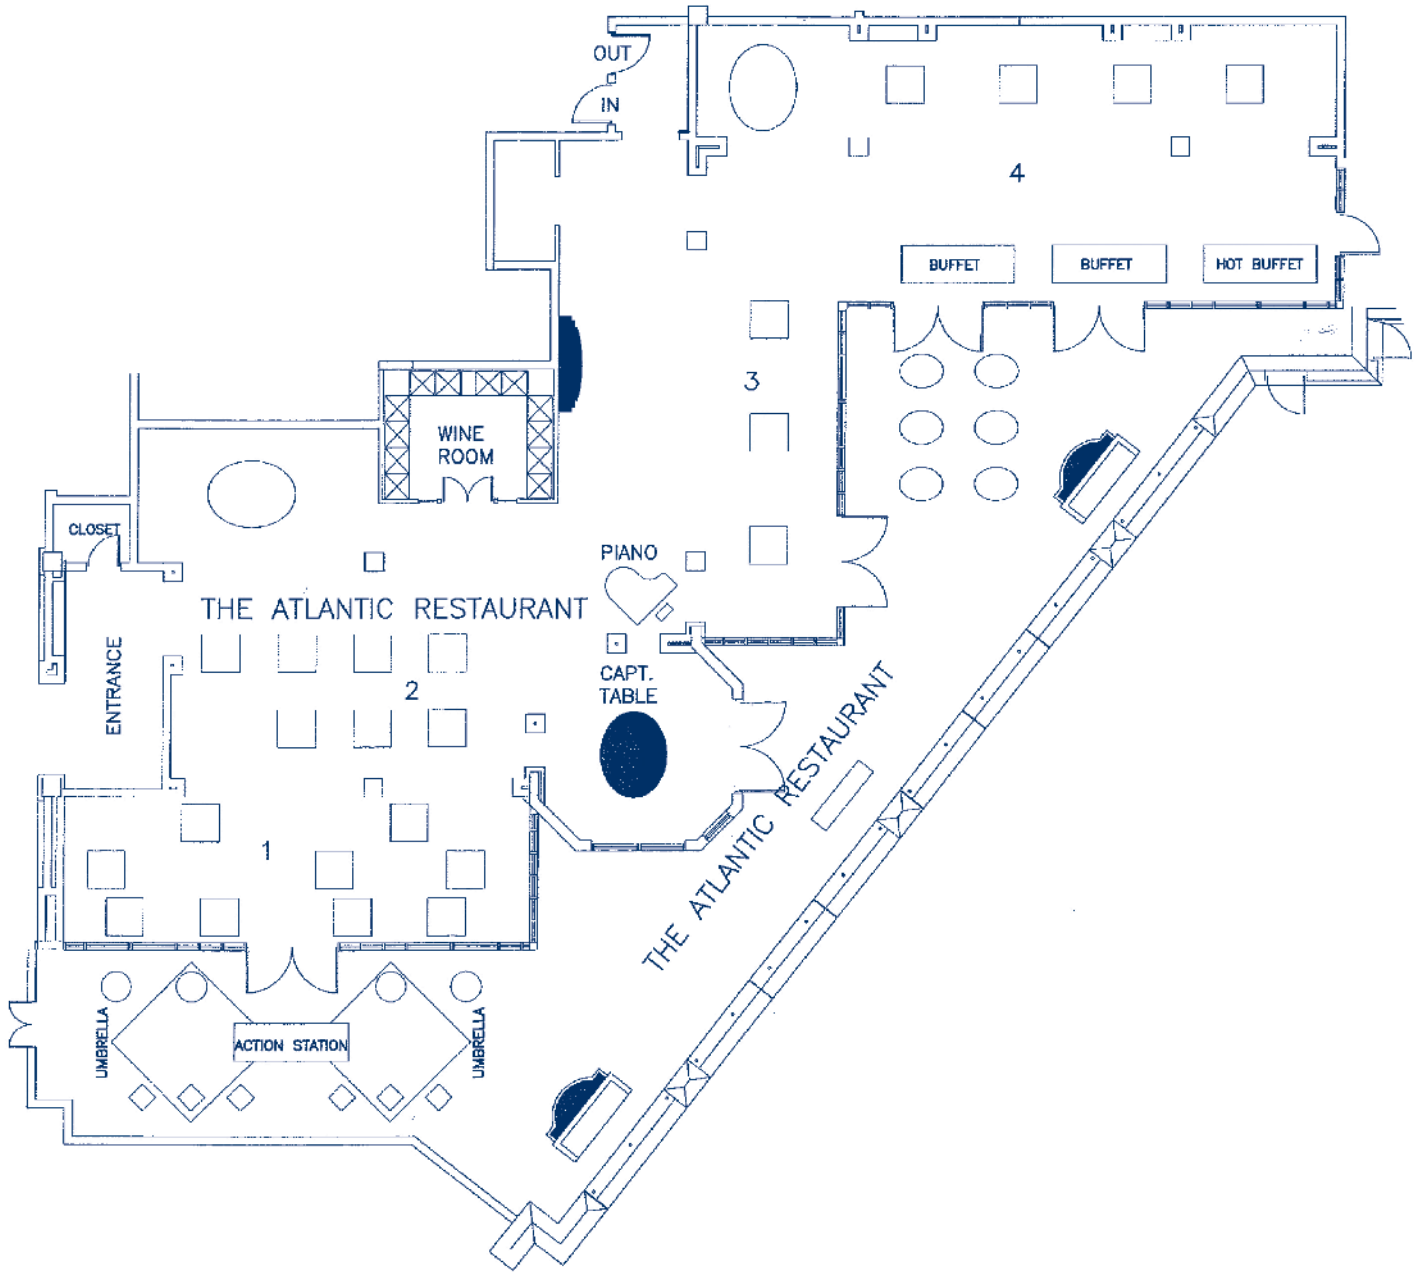 OUT
IN
4
BUFFET
BUFFET
HOT BUFFET
3
WINE
ROOM
CLOSET
PIANO
THE ATLANTIC RESTAURANT
ENTRANCE
2
CAPT.
TABLE
THE ATLANTIC RESTAURANT
1
UMBRELLA
ACTION STATION
UMBRELLA